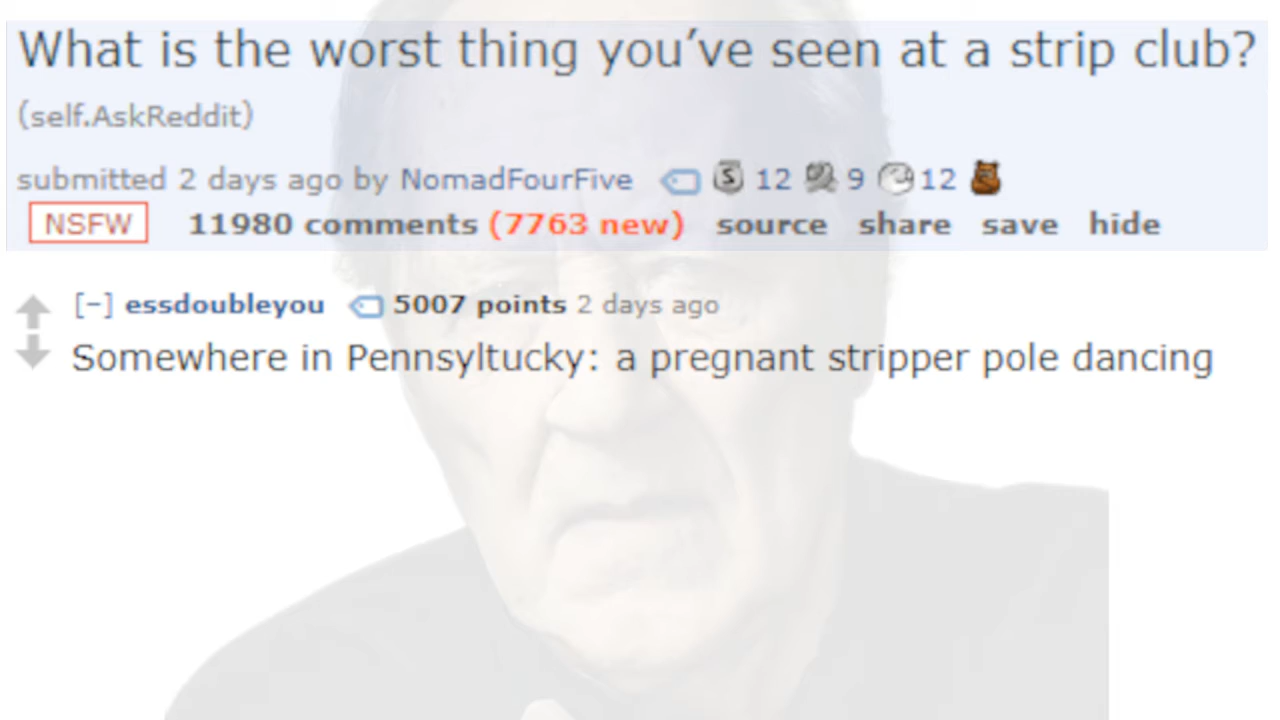 What is the worst thing you've seen at a strip club?
(self.AskReddit)
submitted 2 days ago by NomadFourFive 12 9 12
NSFW 11980 comments (7763 new) source share save hide
[-] essdoubleyou 5007 points 2 days ago
Somewhere in Pennsyltucky: a pregnant stripper pole dancing